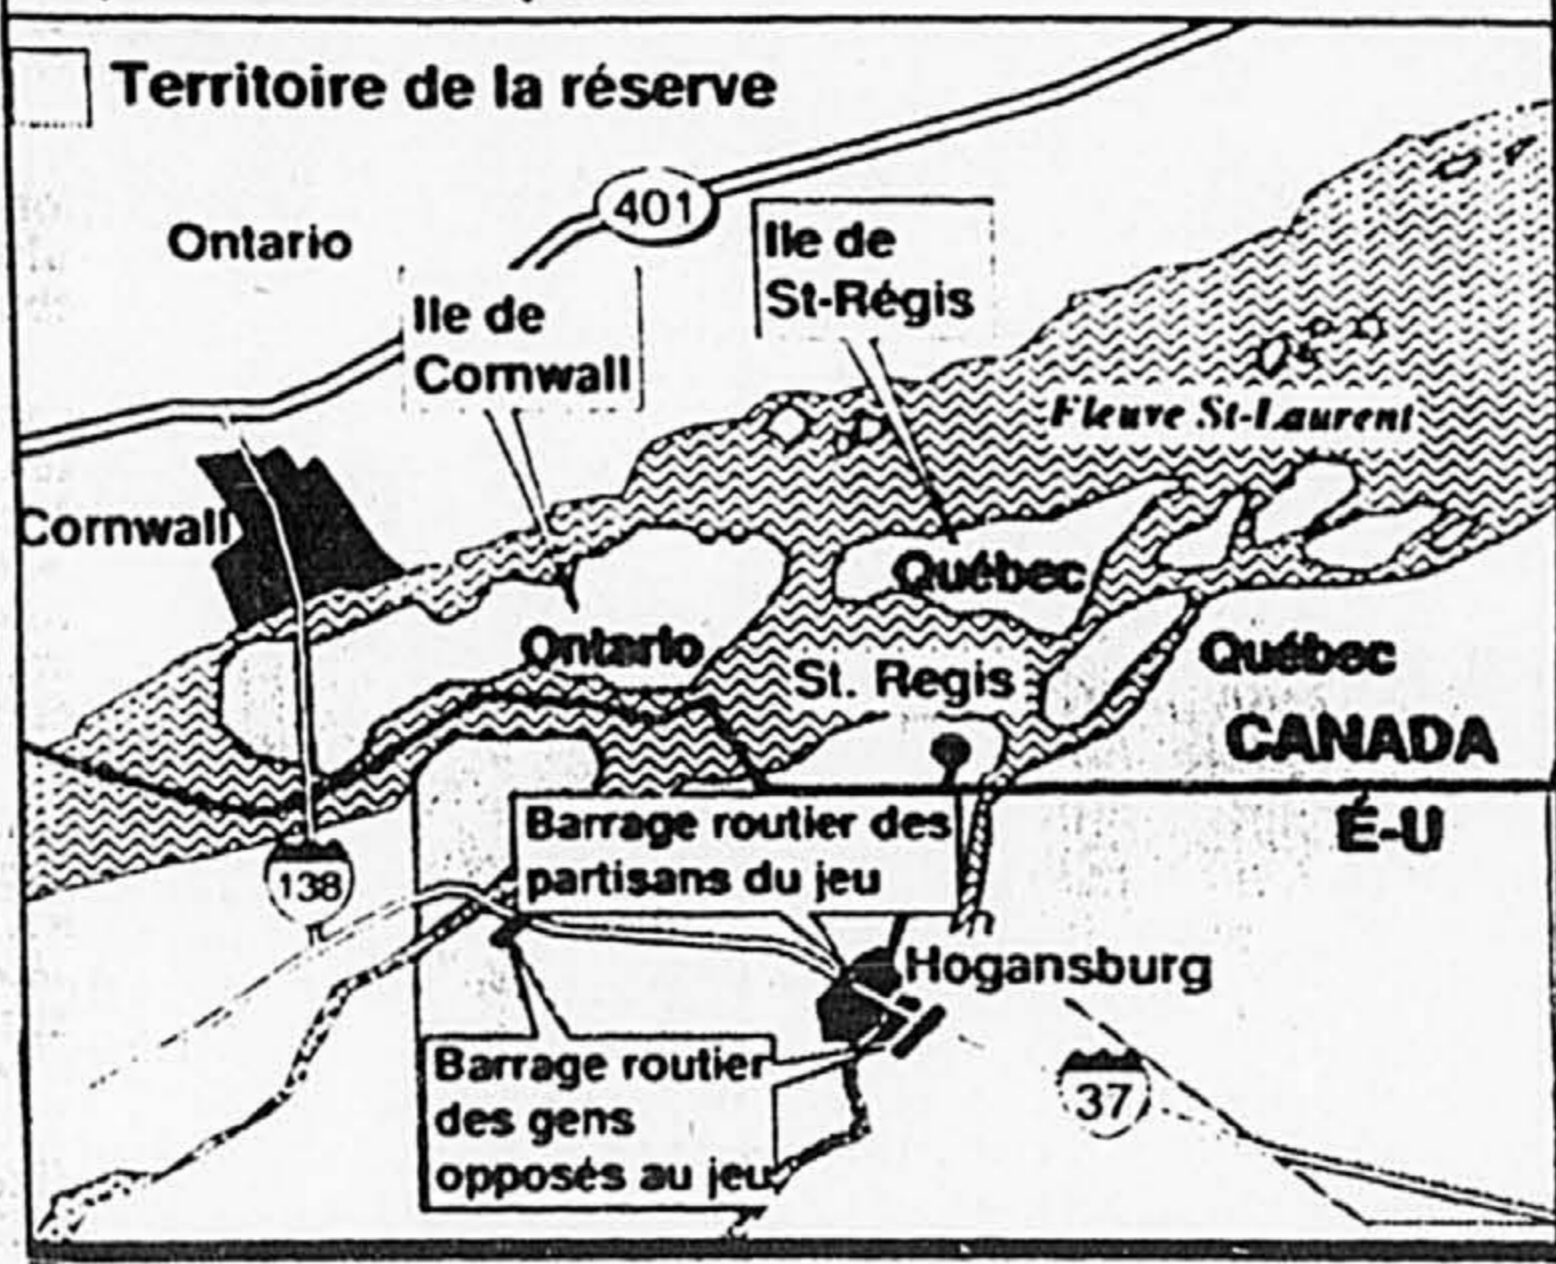 Territoire de la réserve
401
Ontario
Ile de
St-Régis
Ile de
Cornwall
Fleuve St-Laurent
Cornwall
Québec
Ontario
St. Regis
Québec
CANADA
É-U
Barrage routier des
partisans du jeu
138
Hogansburg
Barrage routier
des gens
opposés au jeu
37